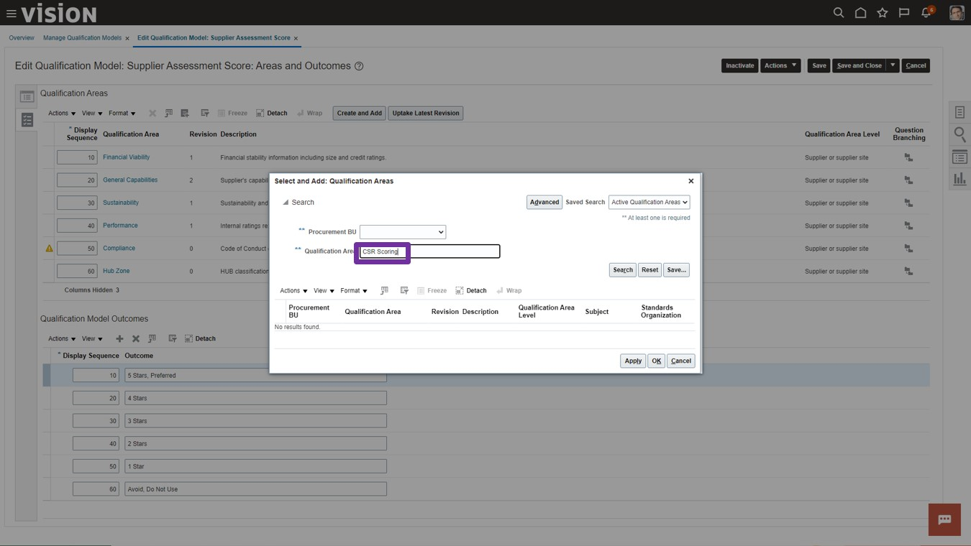 VISION
6
Overview
Manage Qualification Models ×
Edit Qualification Model: Supplier Assessment Score ×
Edit Qualification Model: Supplier Assessment Score: Areas and Outcomes ?
Inactivate
Actions
Save
Save and Close
Cancel
Qualification Areas
Actions View Format Freeze Detach Wrap Create and Add Uptake Latest Revision
* Display Sequence Qualification Area Revision Description Qualification Area Level Question Branching
10 Financial Viability 1 Financial stability information including size and credit ratings. Supplier or supplier site
20 General Capabilities 2 Supplier's capabilit Supplier or supplier site
30 Sustainability 1 Sustainability and Supplier or supplier site
40 Performance 1 Internal ratings re Supplier or supplier site
50 Compliance 0 Code of Conduct Supplier or supplier site
60 Hub Zone 0 HUB classification Supplier or supplier site
Columns Hidden 3
Select and Add: Qualification Areas ×
Search
Advanced Saved Search Active Qualification Areas
** At least one is required
** Procurement BU
** Qualification Area CSR Scoring
Search Reset Save...
Actions View Format Freeze Detach Wrap
Procurement BU Qualification Area Revision Description Qualification Area Level Subject Standards Organization
No results found.
Apply OK Cancel
Qualification Model Outcomes
Actions View Detach
* Display Sequence Outcome
10 5 Stars, Preferred
20 4 Stars
30 3 Stars
40 2 Stars
50 1 Star
60 Avoid, Do Not Use